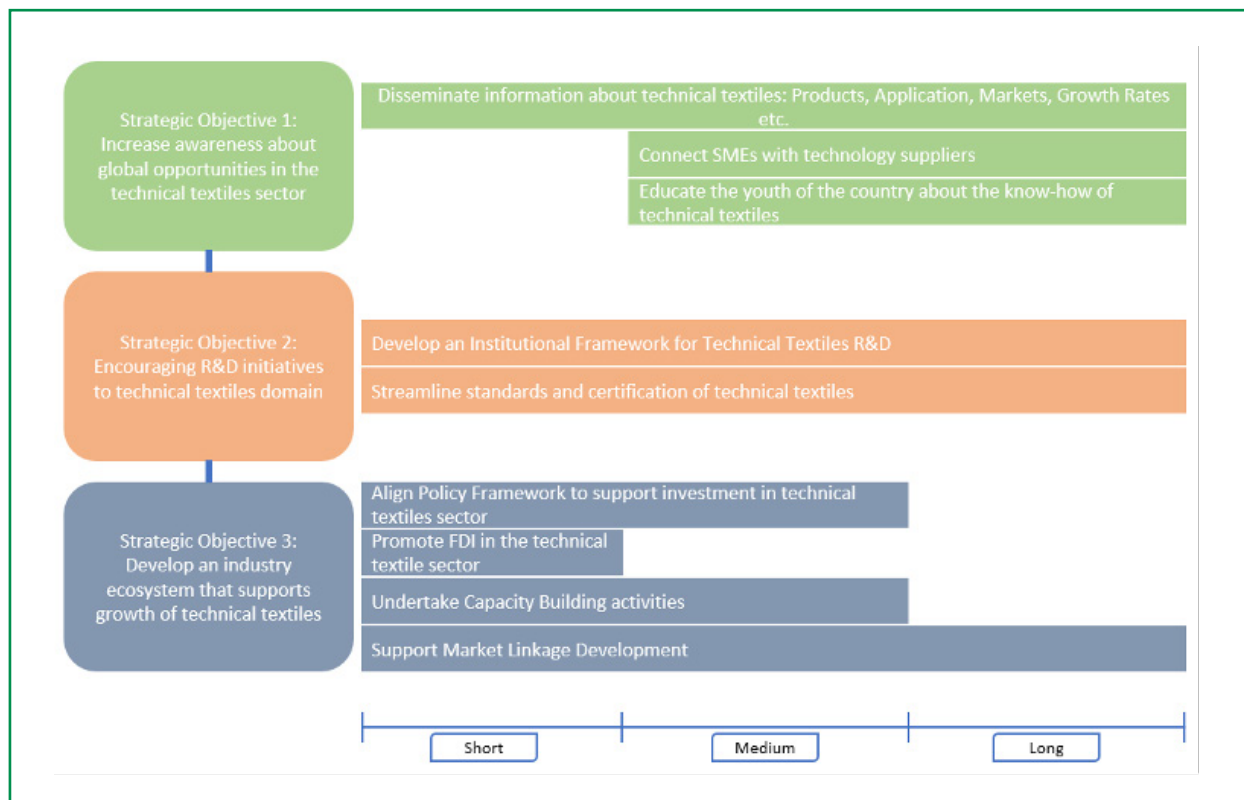 Strategic Objective 1:
Increase awareness about
global opportunities in the
technical textiles sector
Disseminate information about technical textiles: Products, Application, Markets, Growth Rates
etc.
Connect SMEs with technology suppliers
Educate the youth of the country about the know-how of
technical textiles
Strategic Objective 2:
Encouraging R&D initiatives
to technical textiles domain
Develop an Institutional Framework for Technical Textiles R&D
Streamline standards and certification of technical textiles
Strategic Objective 3:
Develop an industry
ecosystem that supports
growth of technical textiles
Align Policy Framework to support investment in technical
textiles sector
Promote FDI in the technical
textile sector
Undertake Capacity Building activities
Support Market Linkage Development
Short
Medium
Long